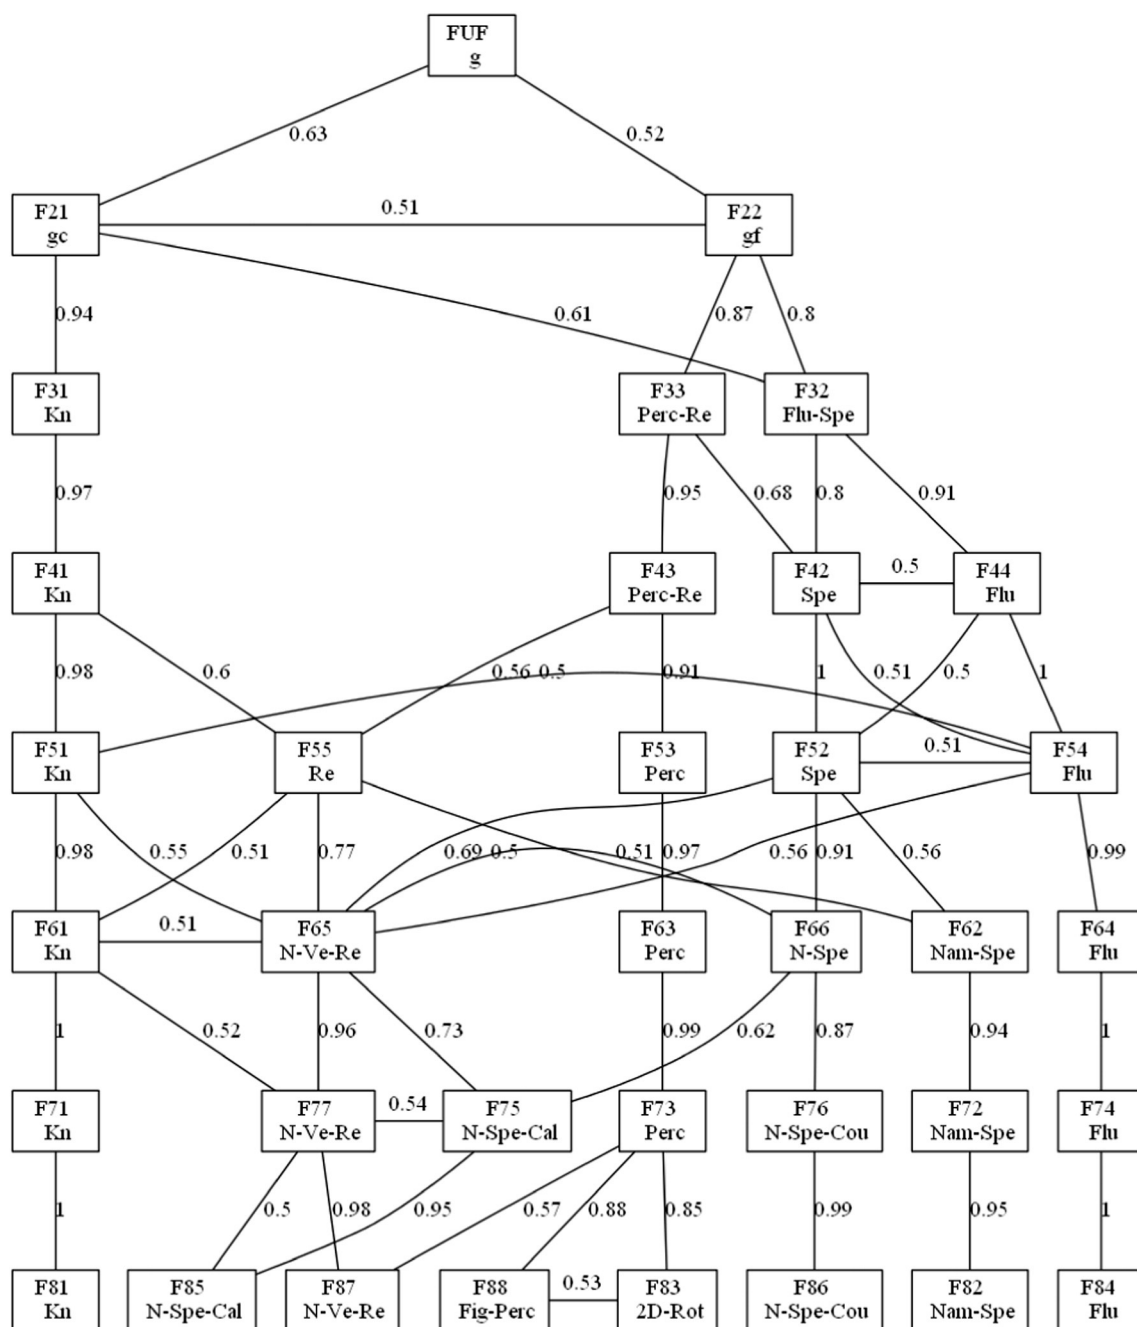 FUF
g
0.63
0.52
F21
gc
0.51
F22
gf
0.94
0.61
0.87
0.8
F31
Kn
F33
Perc-Re
F32
Flu-Spe
0.97
0.95
0.68
0.8
0.91
F41
Kn
F43
Perc-Re
F42
Spe
0.5
F44
Flu
0.98
0.6
0.56
0.5
0.91
1
0.51
0.5
1
F51
Kn
F55
Re
F53
Perc
F52
Spe
0.51
F54
Flu
0.98
0.55
0.51
0.77
0.69
0.5
0.51
0.97
0.56
0.91
0.56
0.99
F61
Kn
0.51
F65
N-Ve-Re
F63
Perc
F66
N-Spe
F62
Nam-Spe
F64
Flu
1
0.52
0.96
0.73
0.99
0.62
0.87
0.94
1
F71
Kn
F77
N-Ve-Re
0.54
F75
N-Spe-Cal
F73
Perc
F76
N-Spe-Cou
F72
Nam-Spe
F74
Flu
1
0.5
0.98
0.95
0.57
0.88
0.85
0.99
0.95
1
F81
Kn
F85
N-Spe-Cal
F87
N-Ve-Re
F88
Fig-Perc
0.53
F83
2D-Rot
F86
N-Spe-Cou
F82
Nam-Spe
F84
Flu